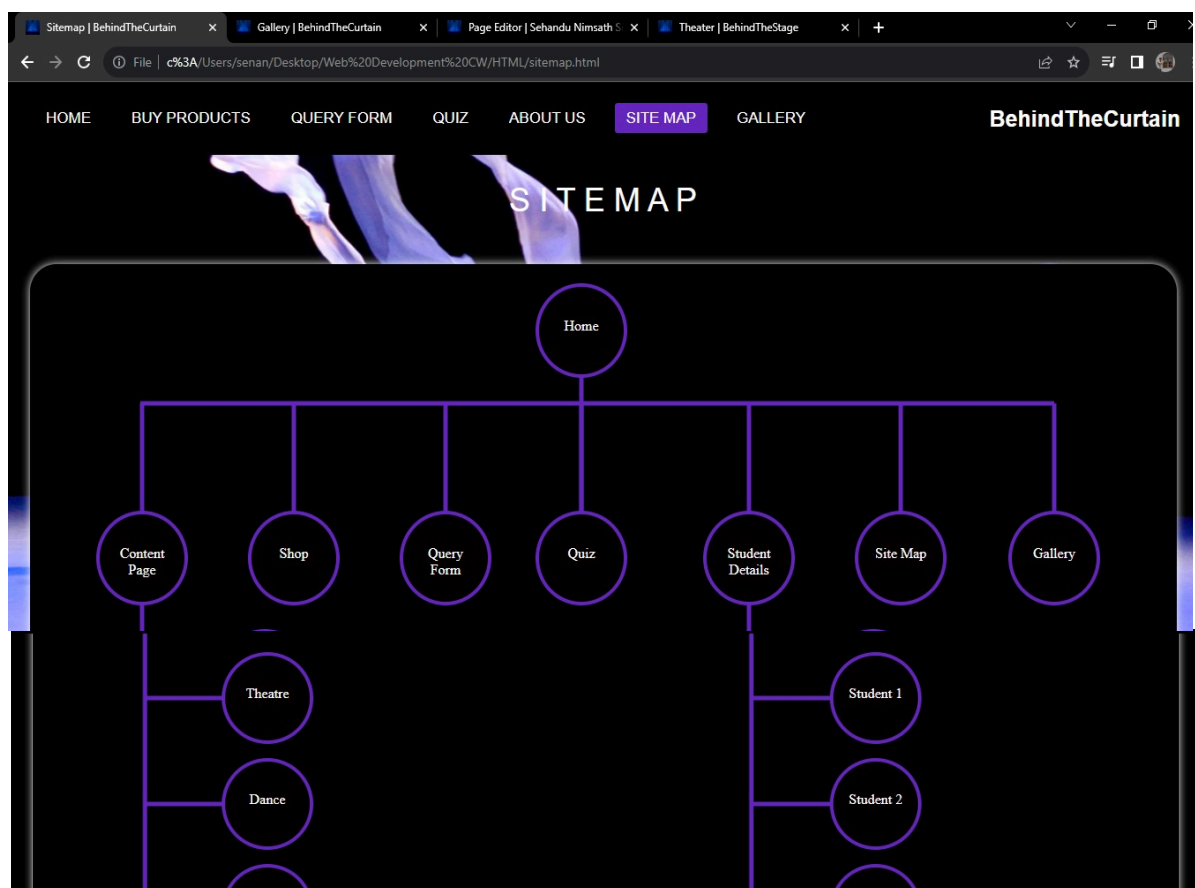 Sitemap | BehindTheCurtain
Gallery | BehindTheCurtain
Page Editor | Sehandu Nimsath S
Theater | BehindTheStage
File | c%3A/Users/senan/Desktop/Web%20Development%20CW/HTML/sitemap.html
HOME BUY PRODUCTS QUERY FORM QUIZ ABOUT US SITE MAP GALLERY BehindTheCurtain
SITEMAP
Home
Content
Page
Shop
Query
Form
Quiz
Student
Details
Site Map
Gallery
Theatre
Student 1
Dance
Student 2